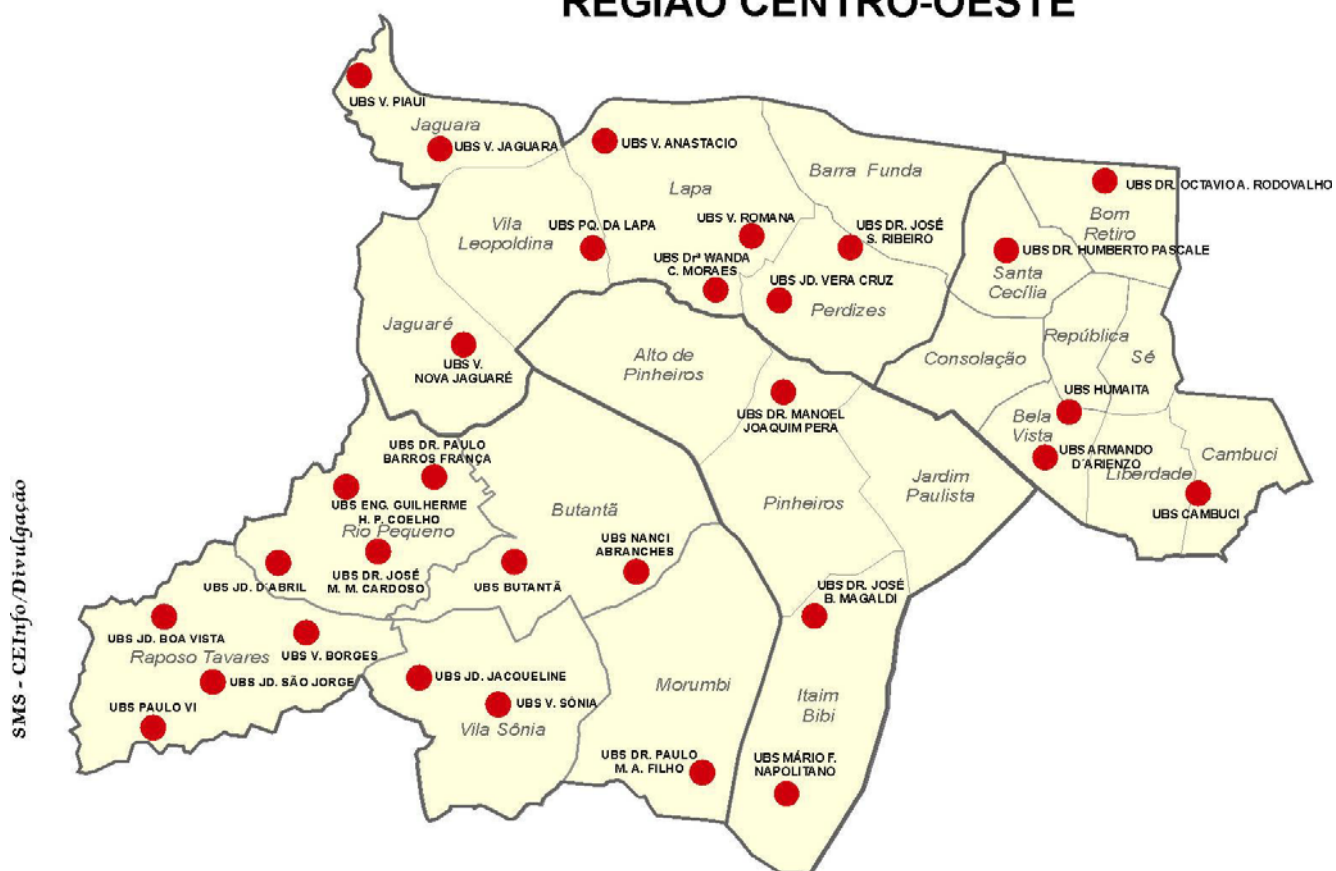 REGIÃO CENTRO-OESTE
UBS V. PIAUI
Jaguara
UBS V. JAGUARA
UBS V. ANASTACIO
Lapa
Barra Funda
UBS DR. OCTAVIO A. RODOVALHO
Bom
Retiro
Vila
Leopoldina
UBS PQ. DA LAPA
UBS V. ROMANA
UBS DR. JOSÉ
S. RIBEIRO
UBS DR. HUMBERTO PASCALE
Santa
Cecília
UBS Drª WANDA
C. MORAES
UBS JD. VERA CRUZ
Perdizes
Jaguaré
UBS V.
NOVA JAGUARÉ
Alto de
Pinheiros
República
Consolação
Sé
UBS DR. MANOEL
JOAQUIM PERA
UBS HUMAITA
Bela
Vista
UBS ARMANDO
D'ARIENZO
Liberdade
Cambuci
UBS CAMBUCI
UBS DR. PAULO
BARROS FRANÇA
UBS ENG. GUILHERME
H. P. COELHO
Rio Pequeno
Butantã
Pinheiros
Jardim
Paulista
UBS JD. D'ABRIL
UBS DR. JOSÉ
M. M. CARDOSO
UBS BUTANTÃ
UBS NANCI
ABRANCHES
UBS DR. JOSÉ
B. MAGALDI
UBS JD. BOA VISTA
Raposo Tavares
UBS V. BORGES
UBS JD. SÃO JORGE
UBS PAULO VI
UBS JD. JACQUELINE
UBS V. SÔNIA
Vila Sônia
Morumbi
Itaim
Bibi
UBS DR. PAULO
M. A. FILHO
UBS MÁRIO F.
NAPOLITANO
SMS - CEInfo/Divulgação